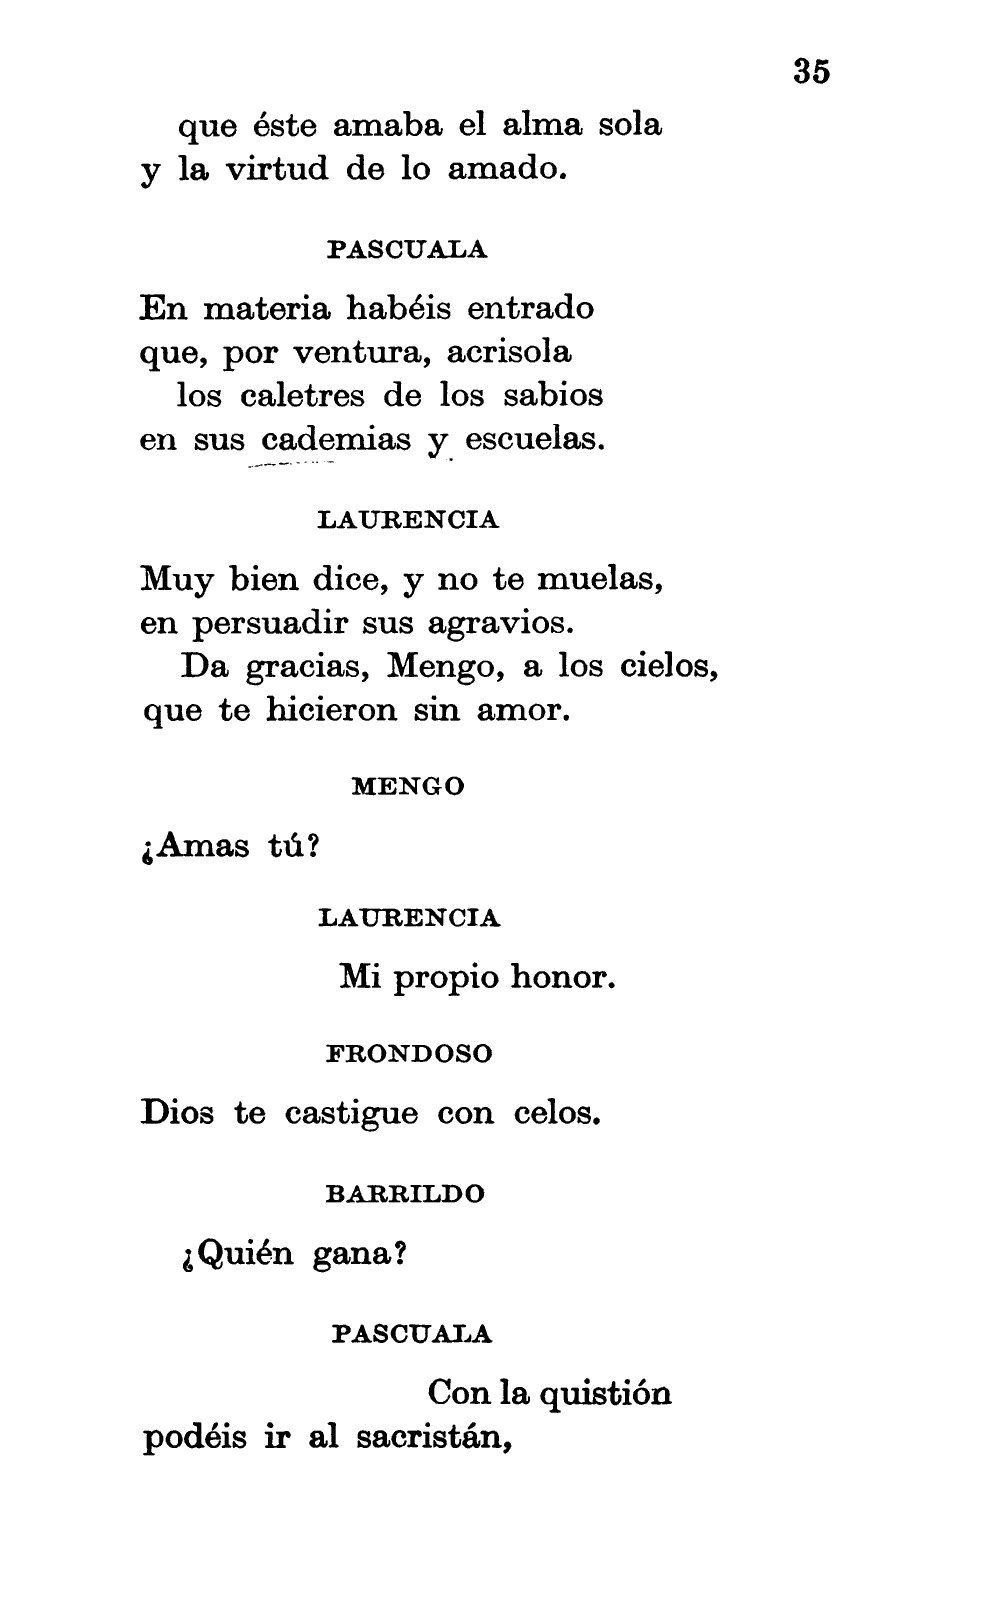 35
que éste amaba el alma sola
y la virtud de lo amado.
PASCUALA
En materia habéis entrado
que, por ventura, acrisola
los caletres de los sabios
en sus cademias y escuelas.
LAURENCIA
Muy bien dice, y no te muelas,
en persuadir sus agravios.
Da gracias, Mengo, a los cielos,
que te hicieron sin amor.
MENGO
¿Amas tú?
LAURENCIA
Mi propio honor.
FRONDOSO
Dios te castigue con celos.
BARRILDO
¿Quién gana?
PASCUALA
Con la quistión
podéis ir al sacristán,